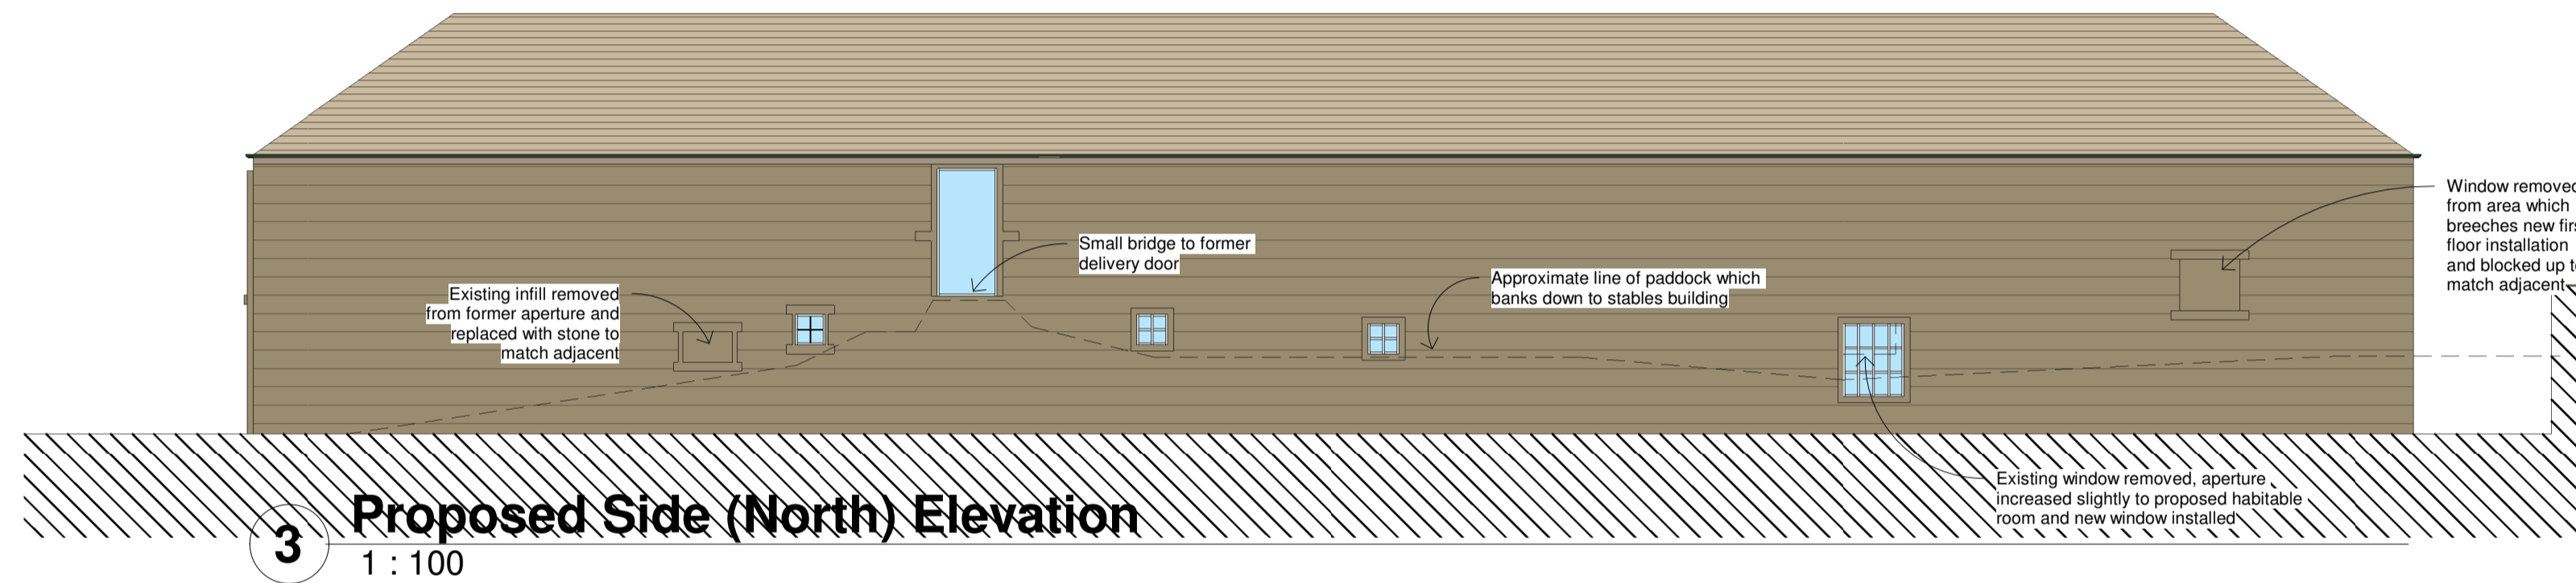 Window removed
from area which
breeches new
floor installation
and blocked up
match adjacent
Small bridge to former
delivery door
Approximate line of paddock which
banks down to stables building
Existing infill removed
from former aperture and
replaced with stone to
match adjacent
Existing window removed, aperture
increased slightly to proposed habitable
room and new window installed
3
Proposed Side (North) Elevation
1 : 100